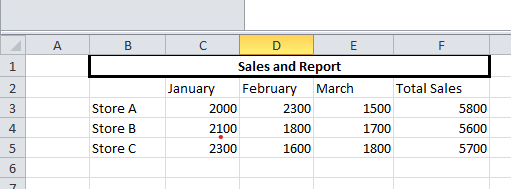 A B C D E F
1 Sales and Report
2 January February March Total Sales
3 Store A 2000 2300 1500 5800
4 Store B 2100 1800 1700 5600
5 Store C 2300 1600 1800 5700
6
7